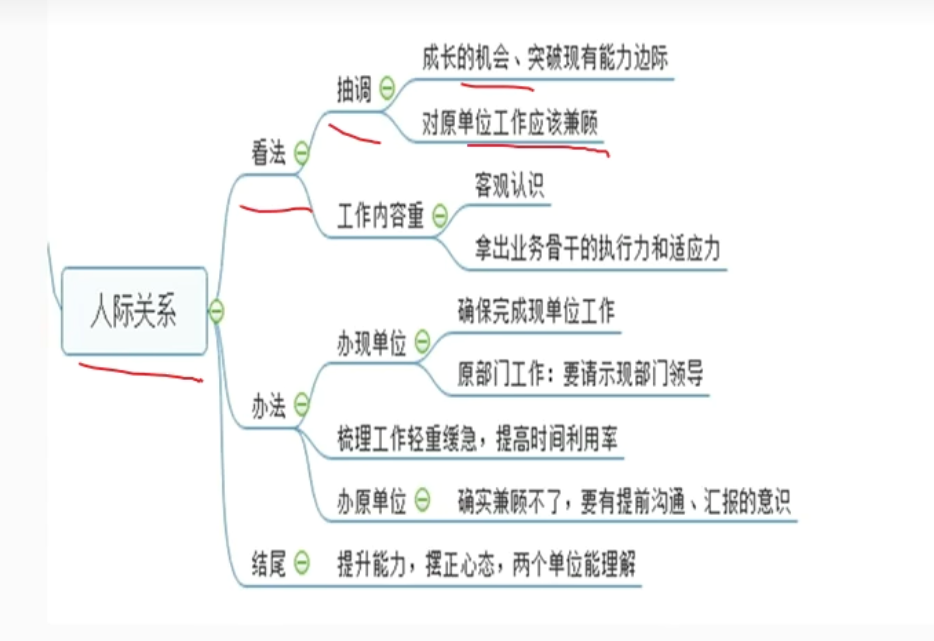 成长的机会、突破现有能力边际
抽调
对原单位工作应该兼顾
看法
客观认识
工作内容重
拿出业务骨干的执行力和适应力
人际关系
确保完成现单位工作
办现单位
原部门工作：要请示现部门领导
办法
梳理工作轻重缓急，提高时间利用率
办原单位
确实兼顾不了，要有提前沟通、汇报的意识
结尾
提升能力，摆正心态，两个单位能理解